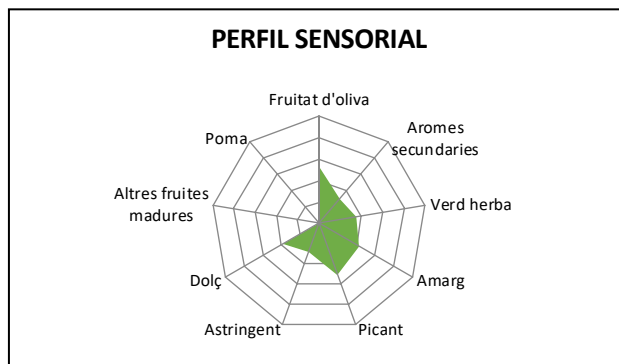 PERFIL SENSORIAL
Fruitat d'oliva
Aromes
secundaries
Verd herba
Amarg
Picant
Astringent
Dolç
Altres fruites
madures
Poma